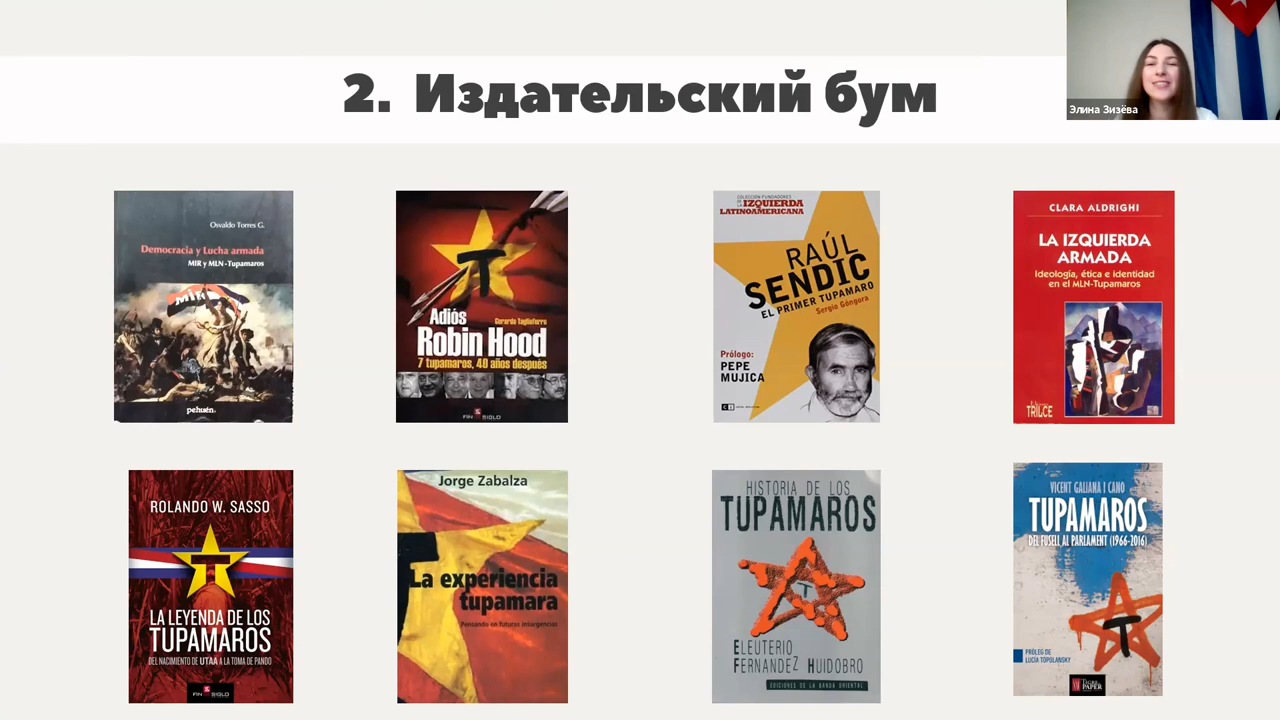 2. Издательский бум
Элина Зизёва
Osvaldo Torres G.
Democracia y Lucha armada
MIR y MLN-Tupamaros
MIR
pehuén
T
Adiós
Gerardo Tagliaferro
Robin Hood
7 tupamaros, 40 años después
FIN SIGLO
COLECCIÓN FUNDADORES
DE LA IZQUIERDA
LATINOAMERICANA
RAÚL
SENDIC
EL PRIMER TUPAMARO
Sergio Góngora
Prólogo:
PEPE
MUJICA
CLARA ALDRIGHI
LA IZQUIERDA
ARMADA
Ideología, ética e identidad
en el MLN-Tupamaros
TRILCE
ROLANDO W. SASSO
T
LA LEYENDA DE LOS
TUPAMAROS
DEL NACIMIENTO DE UTAA A LA TOMA DE PANDO
FIN SIGLO
Jorge Zabalza
La experiencia
tupamara
Pensando en futuras insurgencias
HISTORIA DE LOS
TUPAMAROS
T
ELEUTERIO
FERNANDEZ HUIDOBRO
EDICIONES DE LA BANDA ORIENTAL
VICENT GALIANA I CANO
TUPAMAROS
DEL FUSELL AL PARLAMENT (1966-2016)
T
PRÒLEG DE
LUCÍA TOPOLANSKY
TIGRE
PAPER